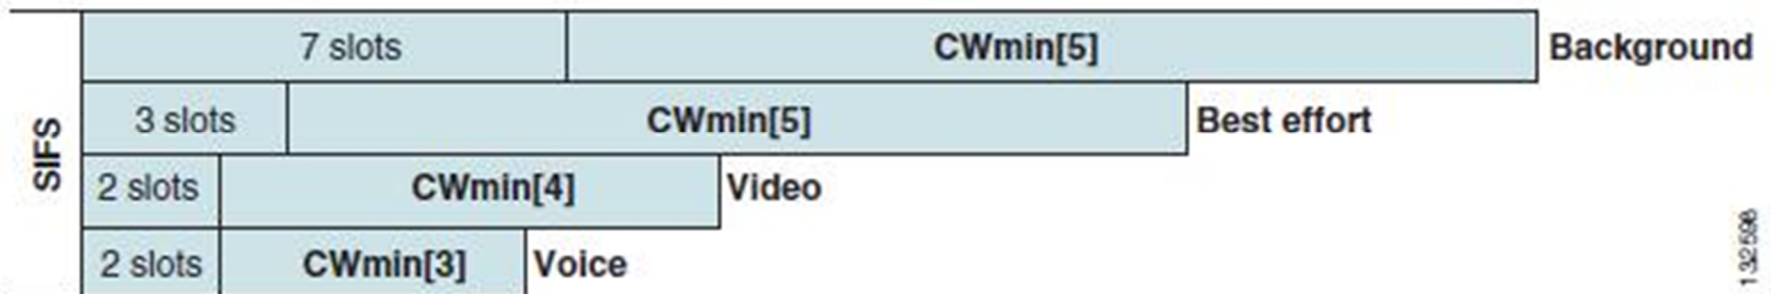 7 slots CWmin[5] Background
3 slots CWmin[5] Best effort
SIFS
2 slots CWmin[4] Video
2 slots CWmin[3] Voice
132598